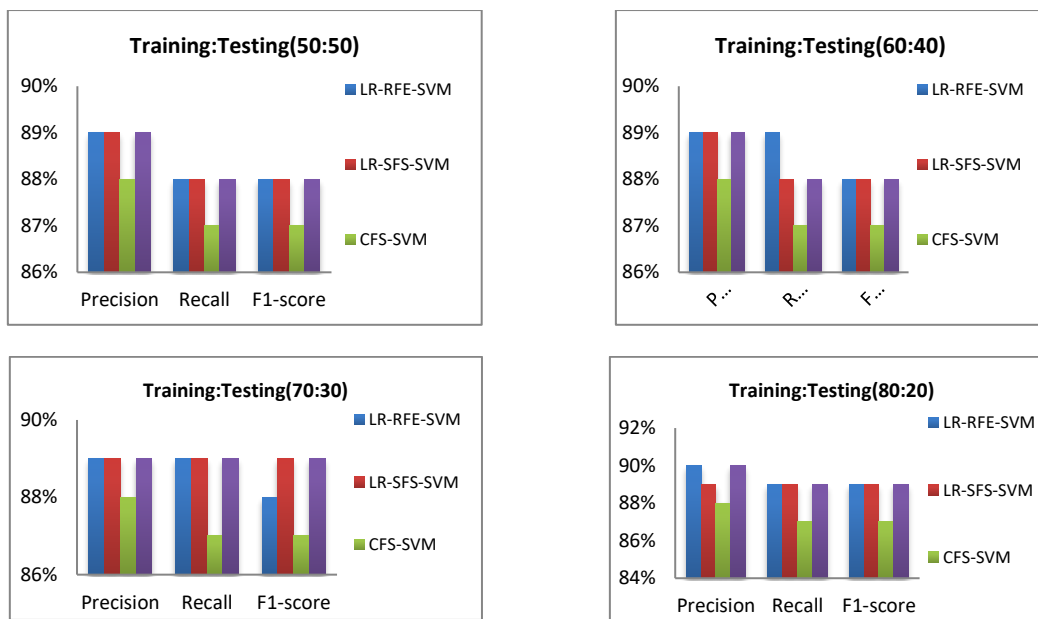 Training:Testing(50:50)
90%
89%
88%
87%
86%
Precision Recall F1-score
LR-RFE-SVM
LR-SFS-SVM
CFS-SVM
Training:Testing(60:40)
90%
89%
88%
87%
86%
P... R... F...
LR-RFE-SVM
LR-SFS-SVM
CFS-SVM
Training:Testing(70:30)
90%
88%
86%
Precision Recall F1-score
LR-RFE-SVM
LR-SFS-SVM
CFS-SVM
Training:Testing(80:20)
92%
90%
88%
86%
84%
Precision Recall F1-score
LR-RFE-SVM
LR-SFS-SVM
CFS-SVM